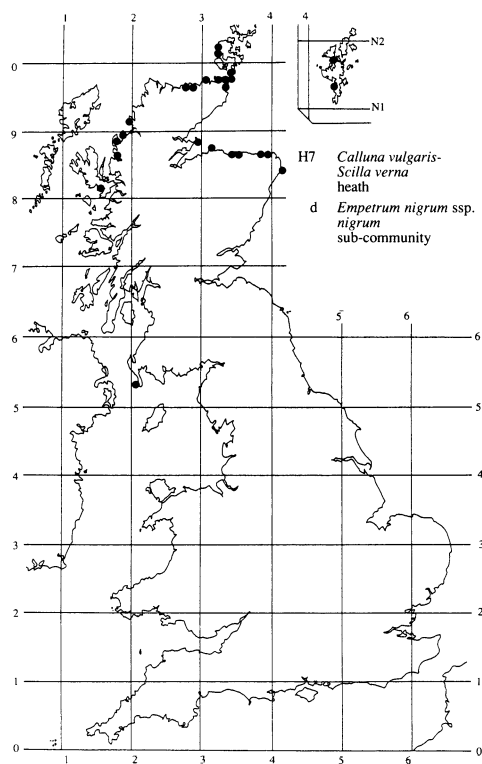 1 2 3 4
N2
0
N1
9
H7 Calluna vulgaris-
Scilla verna
heath
8
d Empetrum nigrum ssp.
nigrum
sub-community
7
5 6
6 6
5 5
4 4
3 3
2 2
1 1
0 0
1 2 3 4 5 6